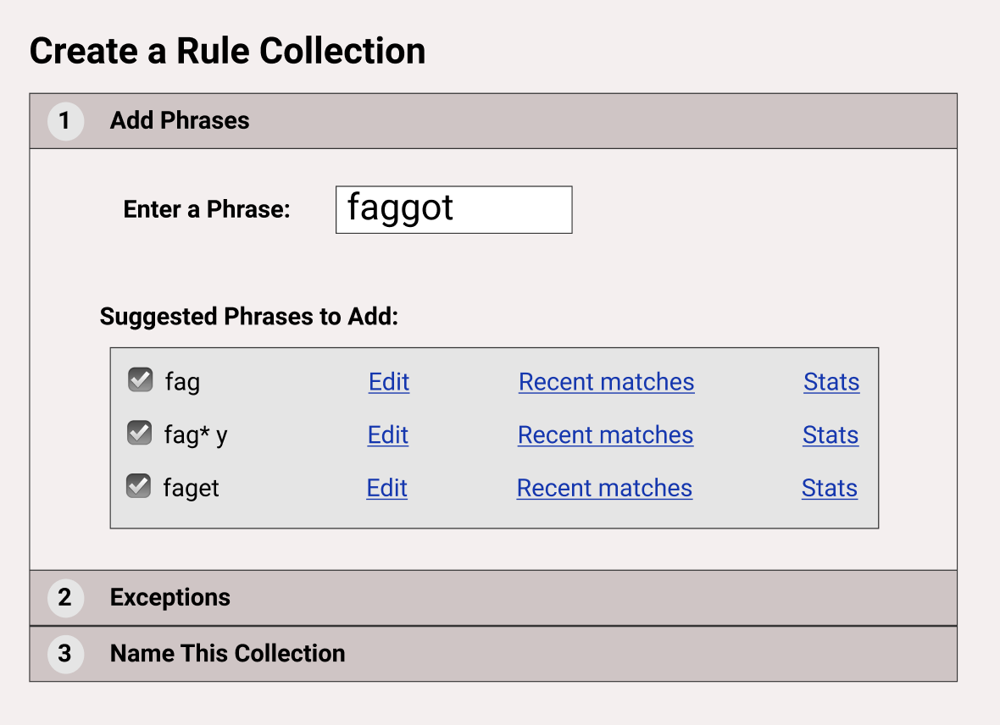 Create a Rule Collection
1 Add Phrases
Enter a Phrase: faggot
Suggested Phrases to Add:
fag Edit Recent matches Stats
fag* y Edit Recent matches Stats
faget Edit Recent matches Stats
2 Exceptions
3 Name This Collection